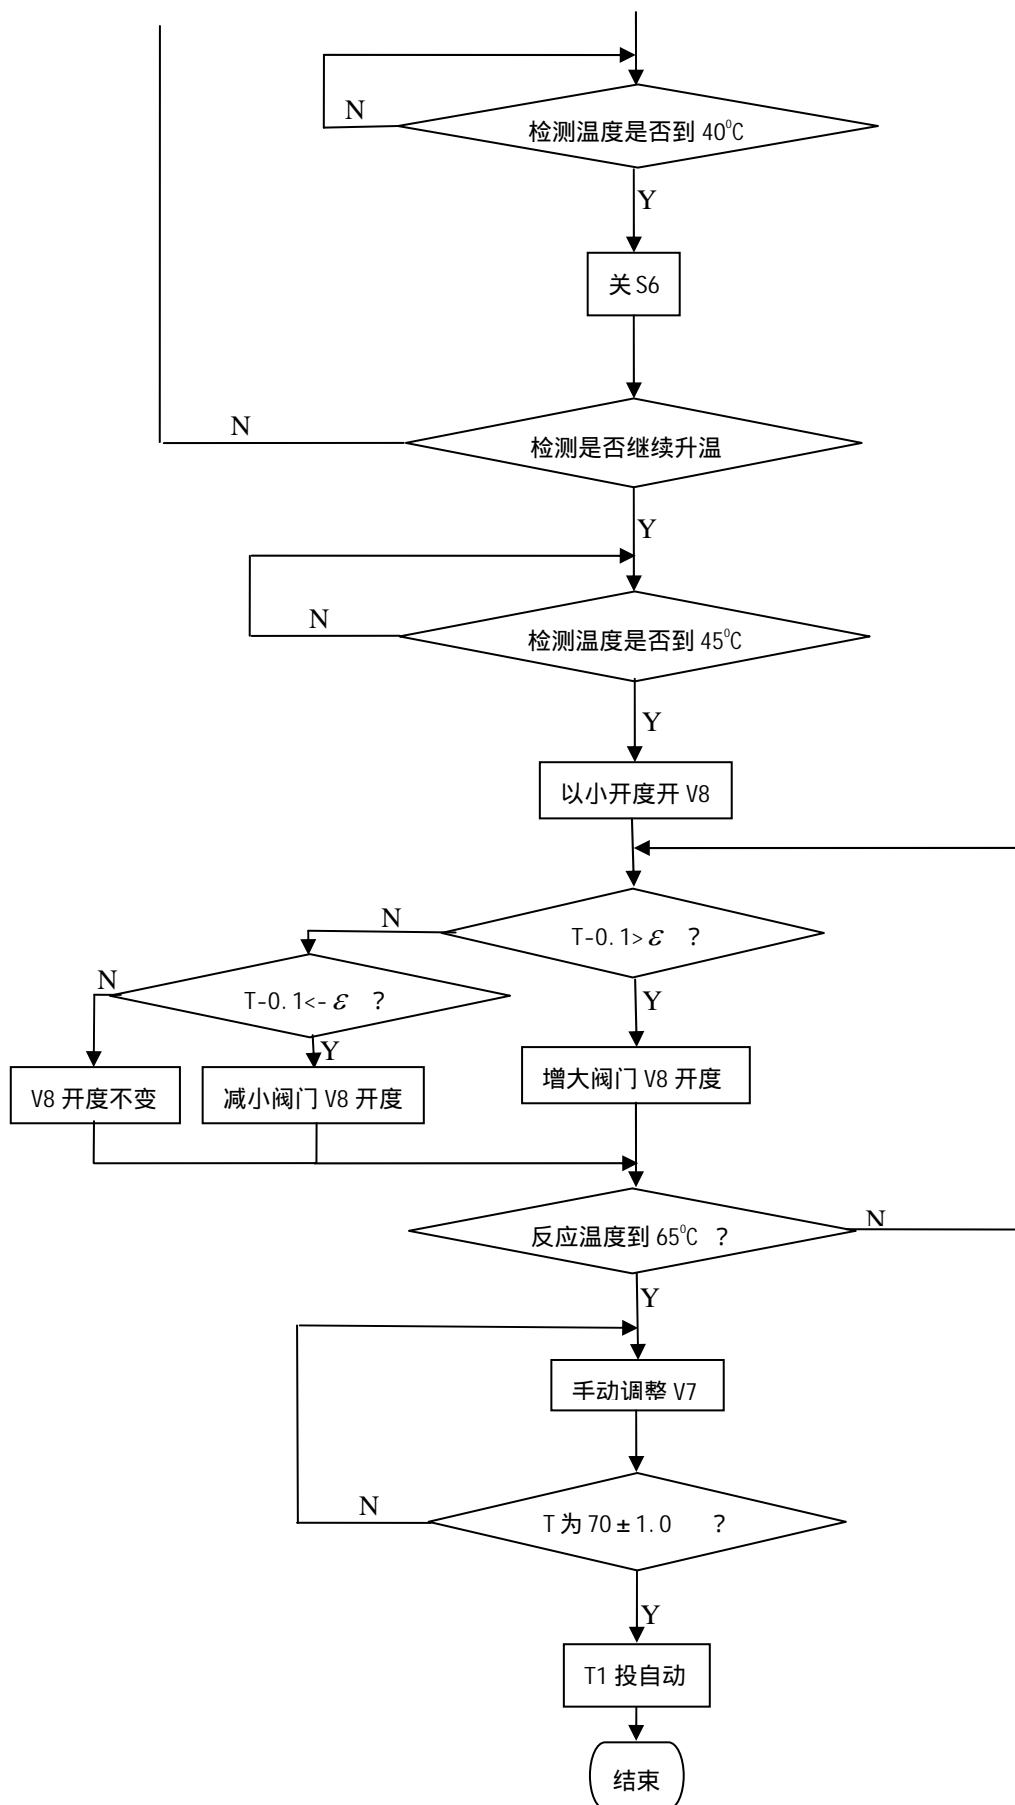 N
检测温度是否到 40⁰C
Y
关 S6
N
检测是否继续升温
Y
N
检测温度是否到 45⁰C
Y
以小开度开 V8
N
T-0.1>ε ？
N
T-0.1<-ε ？
Y
Y
V8 开度不变
减小阀门 V8 开度
增大阀门 V8 开度
反应温度到 65⁰C ？
N
Y
手动调整 V7
N
T 为 70±1.0 ？
Y
T1 投自动
结束